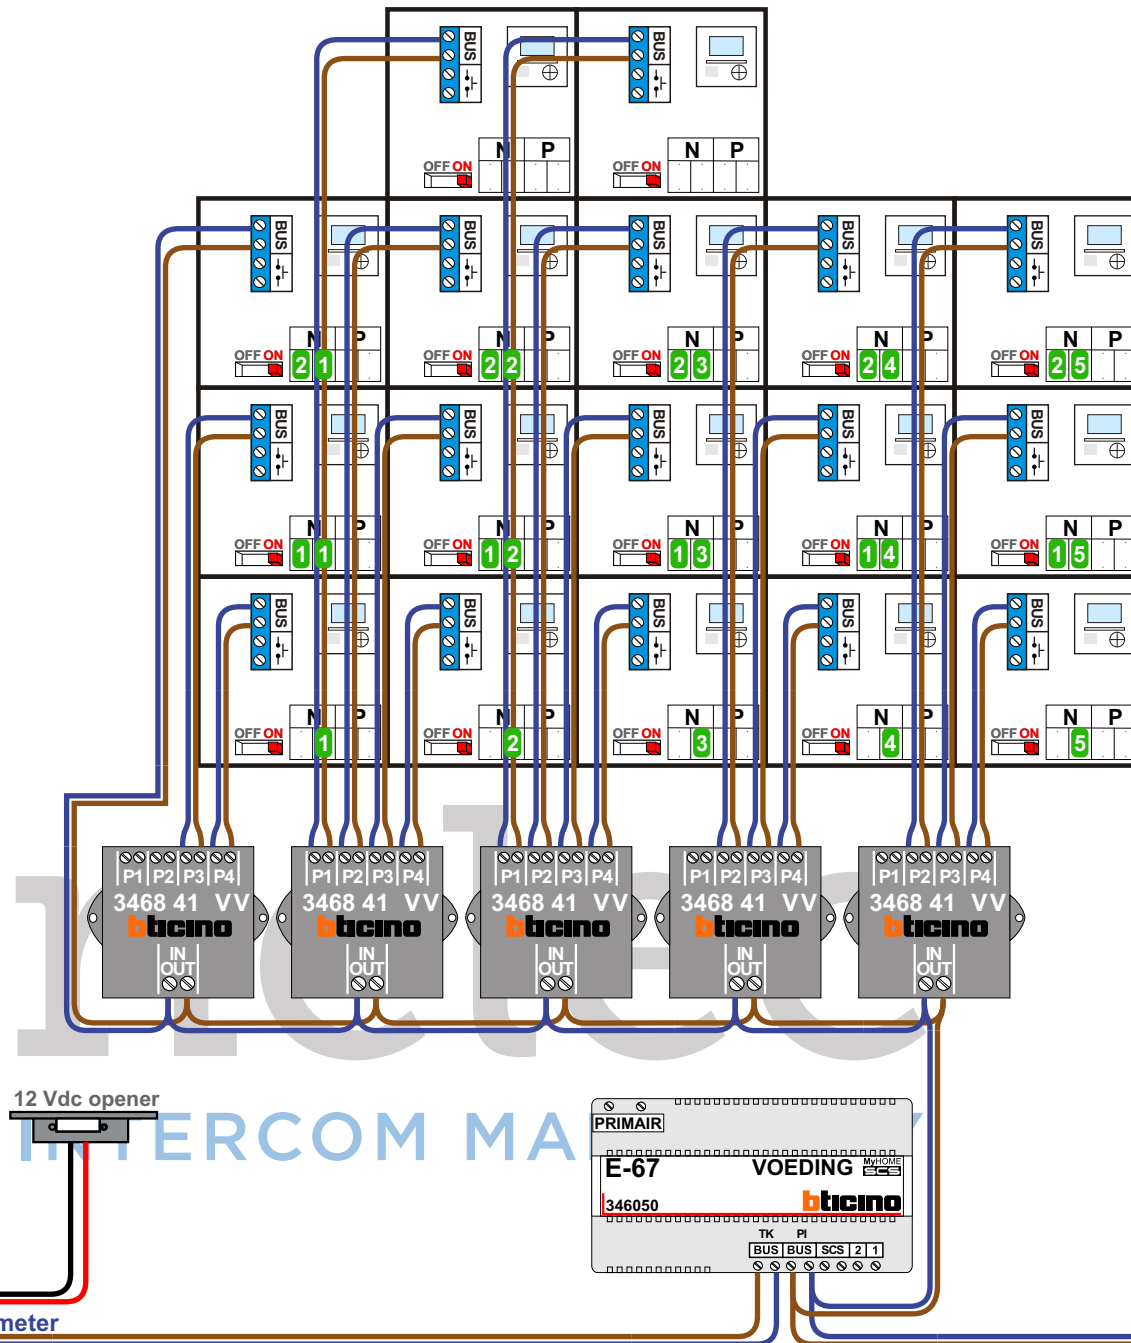 BUS BUS
N P N P
OFF ON OFF ON
BUS BUS BUS BUS BUS
N P N P N P N P N P
OFF ON 2 1 OFF ON 2 2 OFF ON 2 3 OFF ON 2 4 OFF ON 2 5
BUS BUS BUS BUS BUS
N P N P N P N P N P
OFF ON 1 1 OFF ON 1 2 OFF ON 1 3 OFF ON 1 4 OFF ON 1 5
BUS BUS BUS BUS BUS
N P N P N P N P N P
OFF ON 1 OFF ON 2 OFF ON 3 OFF ON 4 OFF ON 5
P1 P2 P3 P4 P1 P2 P3 P4 P1 P2 P3 P4 P1 P2 P3 P4 P1 P2 P3 P4
3468 41 V V 3468 41 V V 3468 41 V V 3468 41 V V 3468 41 V V
bticino bticino bticino bticino bticino
IN IN IN IN IN
OUT OUT OUT OUT OUT
12 Vdc opener
INTERCOM MA
PRIMAIR
E-67 VOEDING MyHOME SCS
346050 bticino
TK PI
BUS BUS SCS 2 1
meter